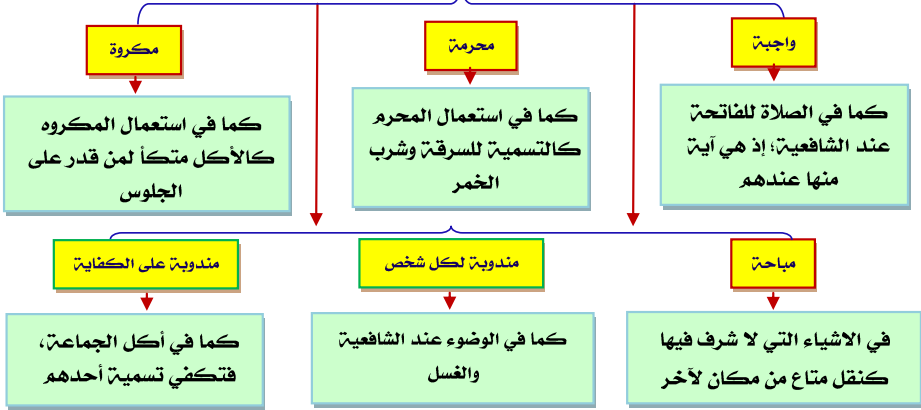 واجبة
كما في الصلاة للفاتحة
عند الشافعية؛ إذ هي آية
منها عندهم
محرمة
كما في استعمال المحرم
كالتسمية للسرقة وشرب
الخمر
مكروة
كما في استعمال المكروه
كالأكل متكأ لمن قدر على
الجلوس
مباحة
في الاشياء التي لا شرف فيها
كنقل متاع من مكان لآخر
مندوبة لكل شخص
كما في الوضوء عند الشافعية
والغسل
مندوبة على الكفاية
كما في أكل الجماعة،
فتكفي تسمية أحدهم